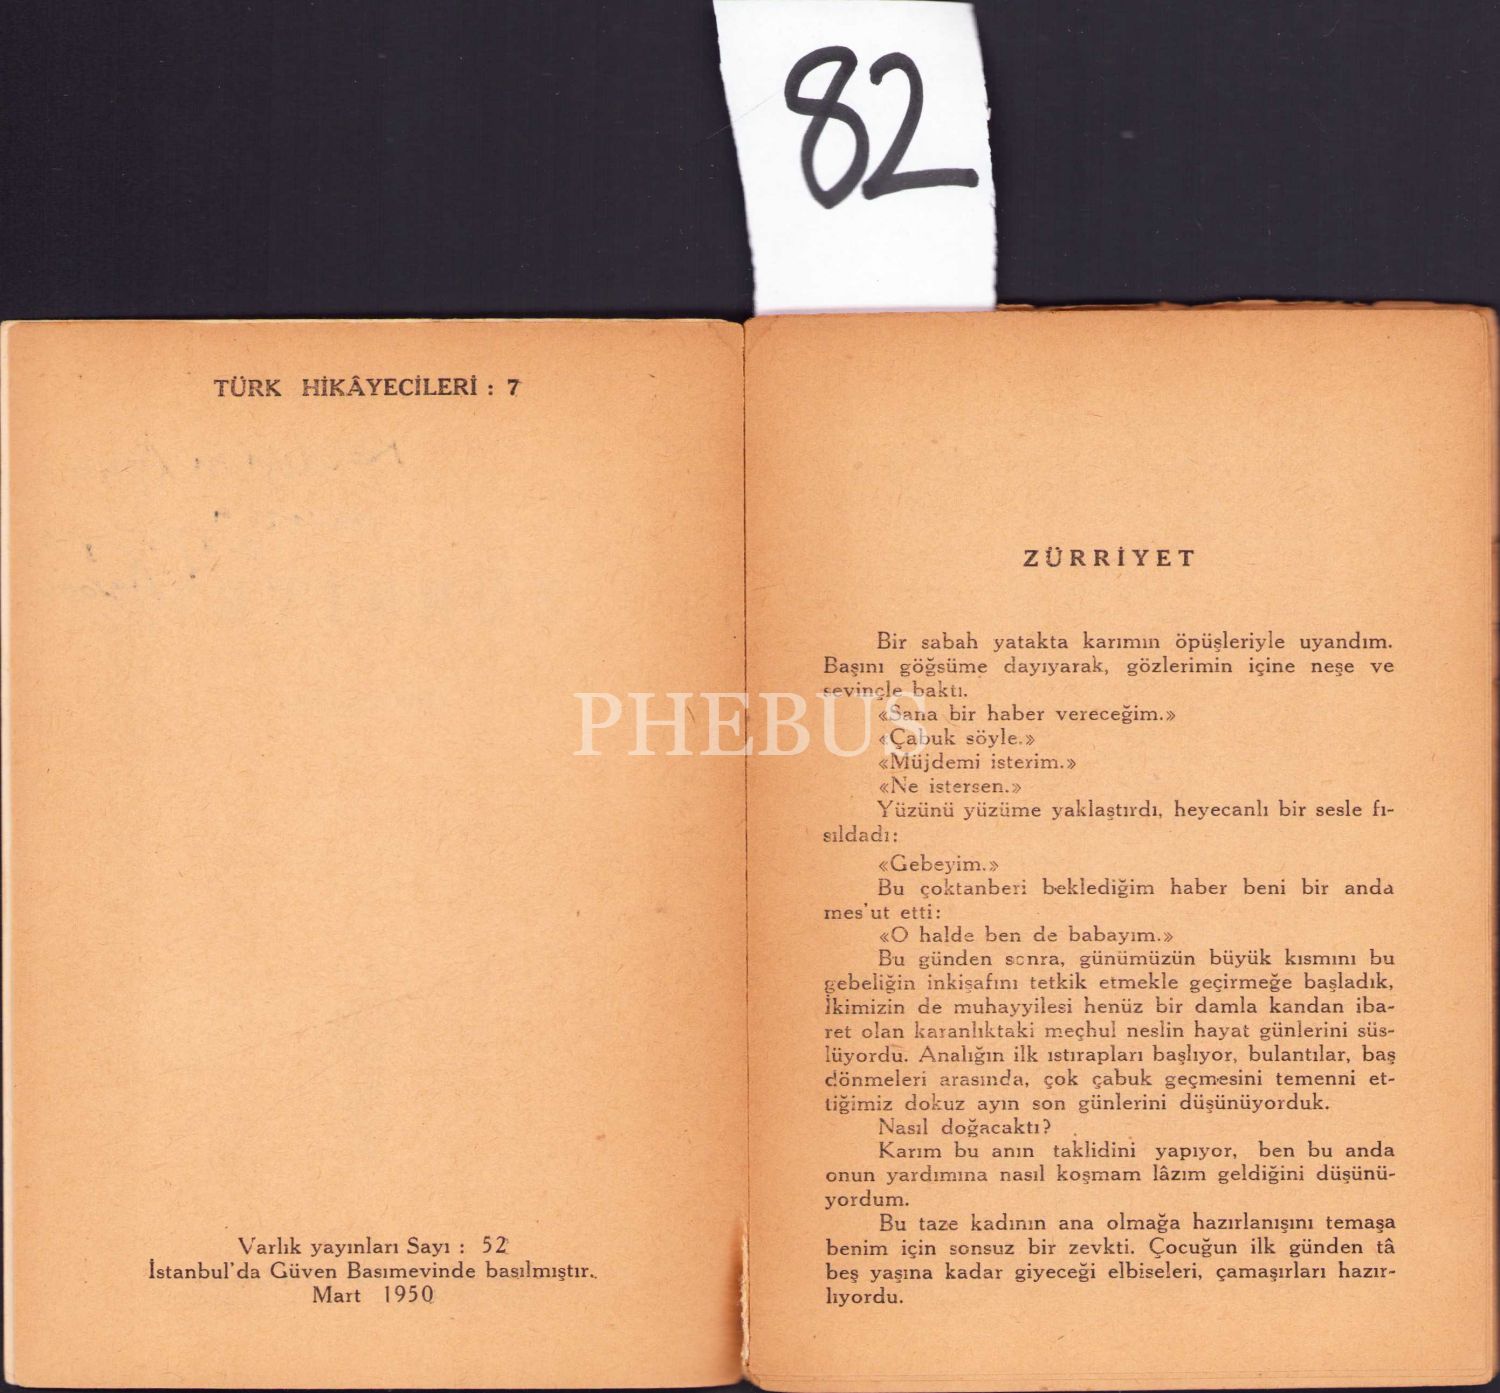 82
TÜRK HİKÂYECİLERİ : 7
Varlık yayınları Sayı : 52
İstanbul'da Güven Basımevinde basılmıştır.
Mart 1950
ZÜRRİYET
Bir sabah yatakta karımın öpüşleriyle uyandım.
Başını göğsüme dayıyarak, gözlerimin içine neşe ve
sevinçle baktı.
«Sana bir haber vereceğim.»
«Çabuk söyle.»
«Müjdemi isterim.»
«Ne istersen.»
Yüzünü yüzüme yaklaştırdı, heyecanlı bir sesle fı-
sıldadı:
«Gebeyim.»
Bu çoktanberi beklediğim haber beni bir anda
mes'ut etti:
«O halde ben de babayım.»
Bu günden sonra, günümüzün büyük kısmını bu
gebeliğin inkişafını tetkik etmekle geçirmeğe başladık,
İkimizin de muhayyilesi henüz bir damla kandan iba-
ret olan karanlıktaki meçhul neslin hayat günlerini süs-
lüyordu. Analığın ilk ıstırapları başlıyor, bulantılar, baş
dönmeleri arasında, çok çabuk geçmesini temenni et-
tiğimiz dokuz ayın son günlerini düşünüyorduk.
Nasıl doğacaktı?
Karım bu anın taklidini yapıyor, ben bu anda
onun yardımına nasıl koşmam lâzım geldiğini düşünü-
yordum.
Bu taze kadının ana olmağa hazırlanışını temaşa
benim için sonsuz bir zevkti. Çocuğun ilk günden tâ
beş yaşına kadar giyeceği elbiseleri, çamaşırları hazır-
lıyordu.
PHEBUS